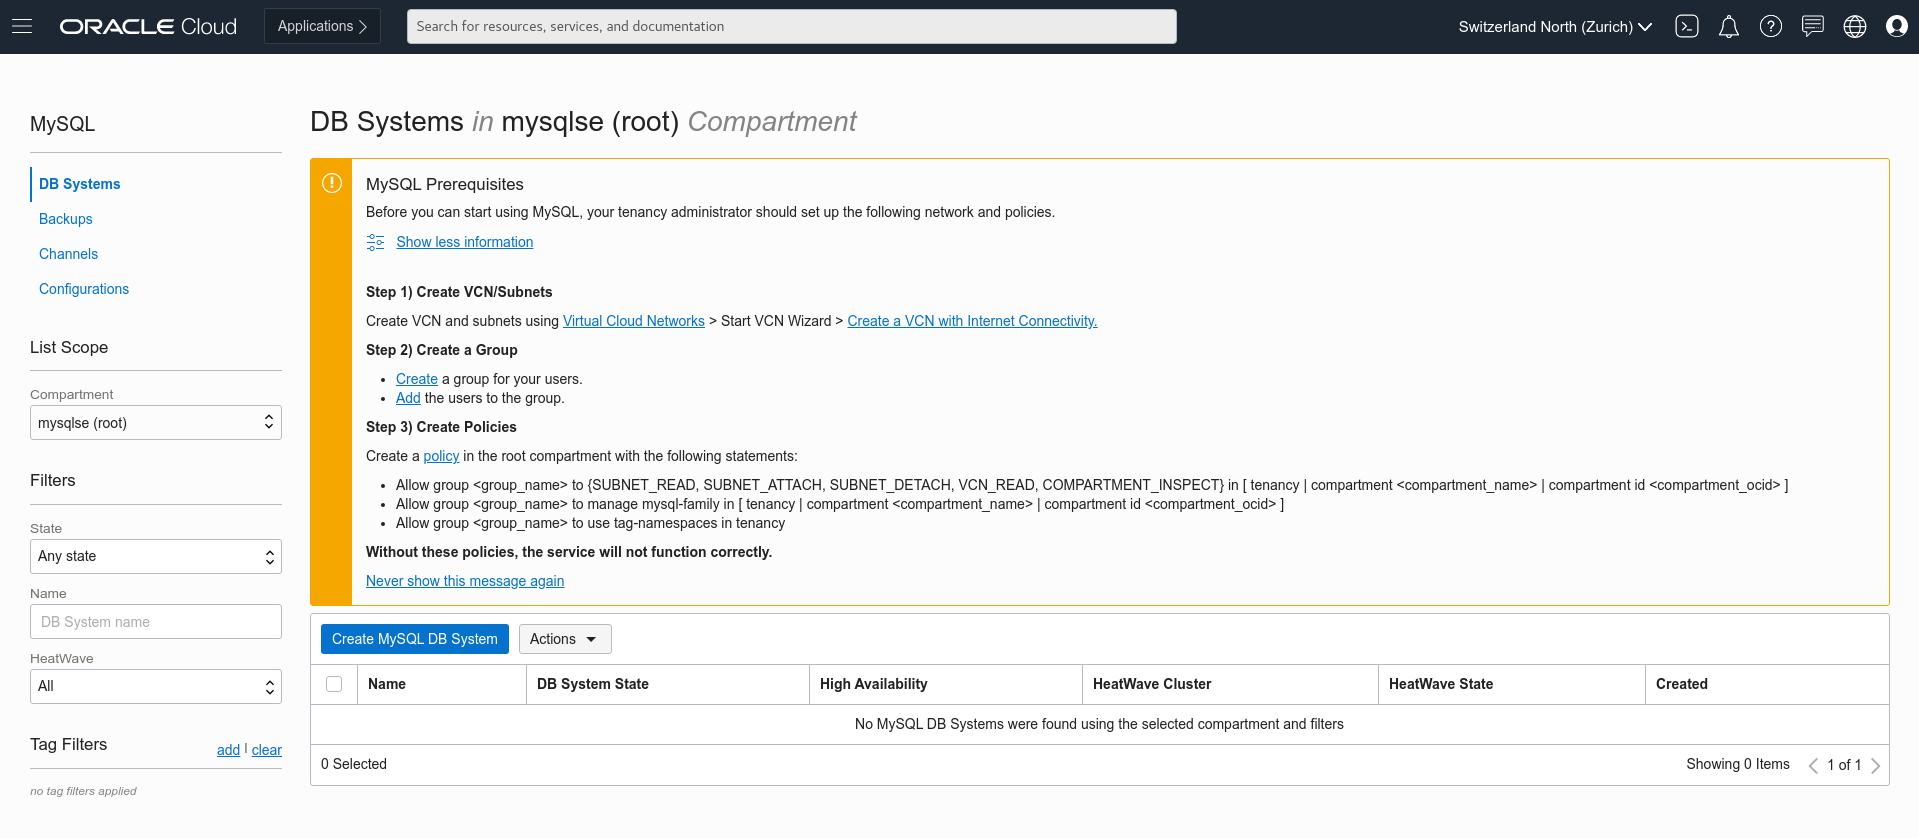 ORACLE Cloud
Applications
Search for resources, services, and documentation
Switzerland North (Zurich)
MySQL
DB Systems
Backups
Channels
Configurations
List Scope
Compartment
mysqlse (root)
Filters
State
Any state
Name
DB System name
HeatWave
All
Tag Filters
add | clear
no tag filters applied
DB Systems in mysqlse (root) Compartment
MySQL Prerequisites
Before you can start using MySQL, your tenancy administrator should set up the following network and policies.
Show less information
Step 1) Create VCN/Subnets
Create VCN and subnets using Virtual Cloud Networks > Start VCN Wizard > Create a VCN with Internet Connectivity.
Step 2) Create a Group
• Create a group for your users.
• Add the users to the group.
Step 3) Create Policies
Create a policy in the root compartment with the following statements:
• Allow group <group_name> to {SUBNET_READ, SUBNET_ATTACH, SUBNET_DETACH, VCN_READ, COMPARTMENT_INSPECT} in [ tenancy | compartment <compartment_name> | compartment id <compartment_ocid> ]
• Allow group <group_name> to manage mysql-family in [ tenancy | compartment <compartment_name> | compartment id <compartment_ocid> ]
• Allow group <group_name> to use tag-namespaces in tenancy
Without these policies, the service will not function correctly.
Never show this message again
Create MySQL DB System
Actions
Name DB System State High Availability HeatWave Cluster HeatWave State Created
No MySQL DB Systems were found using the selected compartment and filters
0 Selected
Showing 0 Items
1 of 1